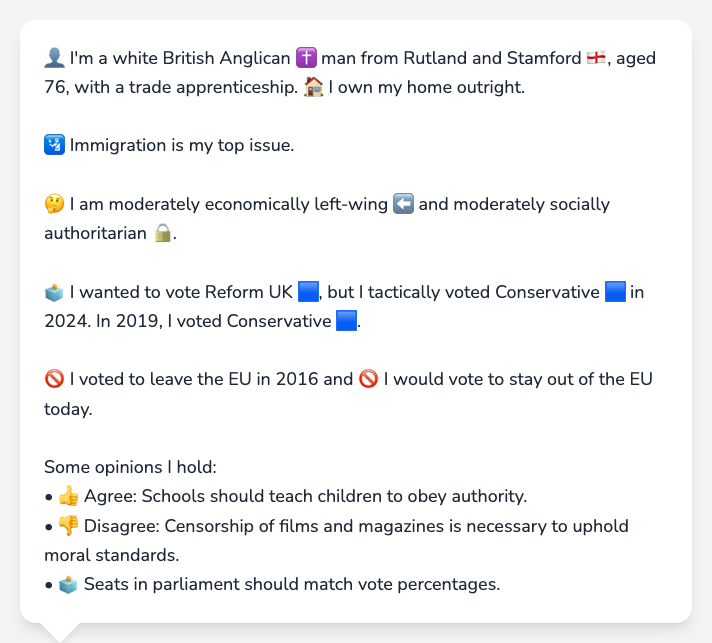 👤 I'm a white British Anglican ✝️ man from Rutland and Stamford 🏴󠁧󠁢󠁥󠁮󠁧󠁿, aged
76, with a trade apprenticeship. 🏠 I own my home outright.
🛂 Immigration is my top issue.
🤔 I am moderately economically left-wing ⬅️ and moderately socially
authoritarian 🔒.
🗳️ I wanted to vote Reform UK 🟦, but I tactically voted Conservative 🟦 in
2024. In 2019, I voted Conservative 🟦.
🚫 I voted to leave the EU in 2016 and 🚫 I would vote to stay out of the EU
today.
Some opinions I hold:
• 👍 Agree: Schools should teach children to obey authority.
• 👎 Disagree: Censorship of films and magazines is necessary to uphold
moral standards.
• 🗳️ Seats in parliament should match vote percentages.